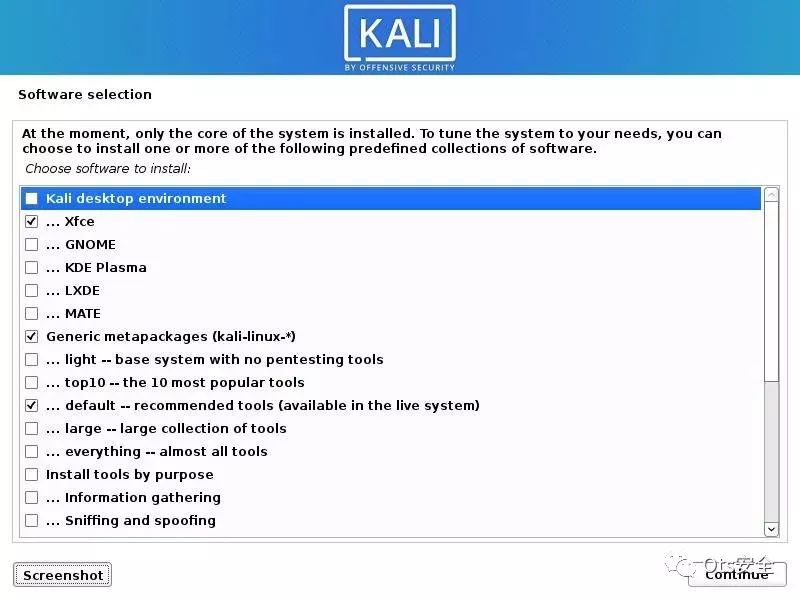 KALI
BY OFFENSIVE SECURITY
Software selection
At the moment, only the core of the system is installed. To tune the system to your needs, you can
choose to install one or more of the following predefined collections of software.
Choose software to install:
Kali desktop environment
... Xfce
... GNOME
... KDE Plasma
... LXDE
... MATE
Generic metapackages (kali-linux-*)
... light -- base system with no pentesting tools
... top10 -- the 10 most popular tools
... default -- recommended tools (available in the live system)
... large -- large collection of tools
... everything -- almost all tools
Install tools by purpose
... Information gathering
... Sniffing and spoofing
Screenshot
Continue
Ots安全